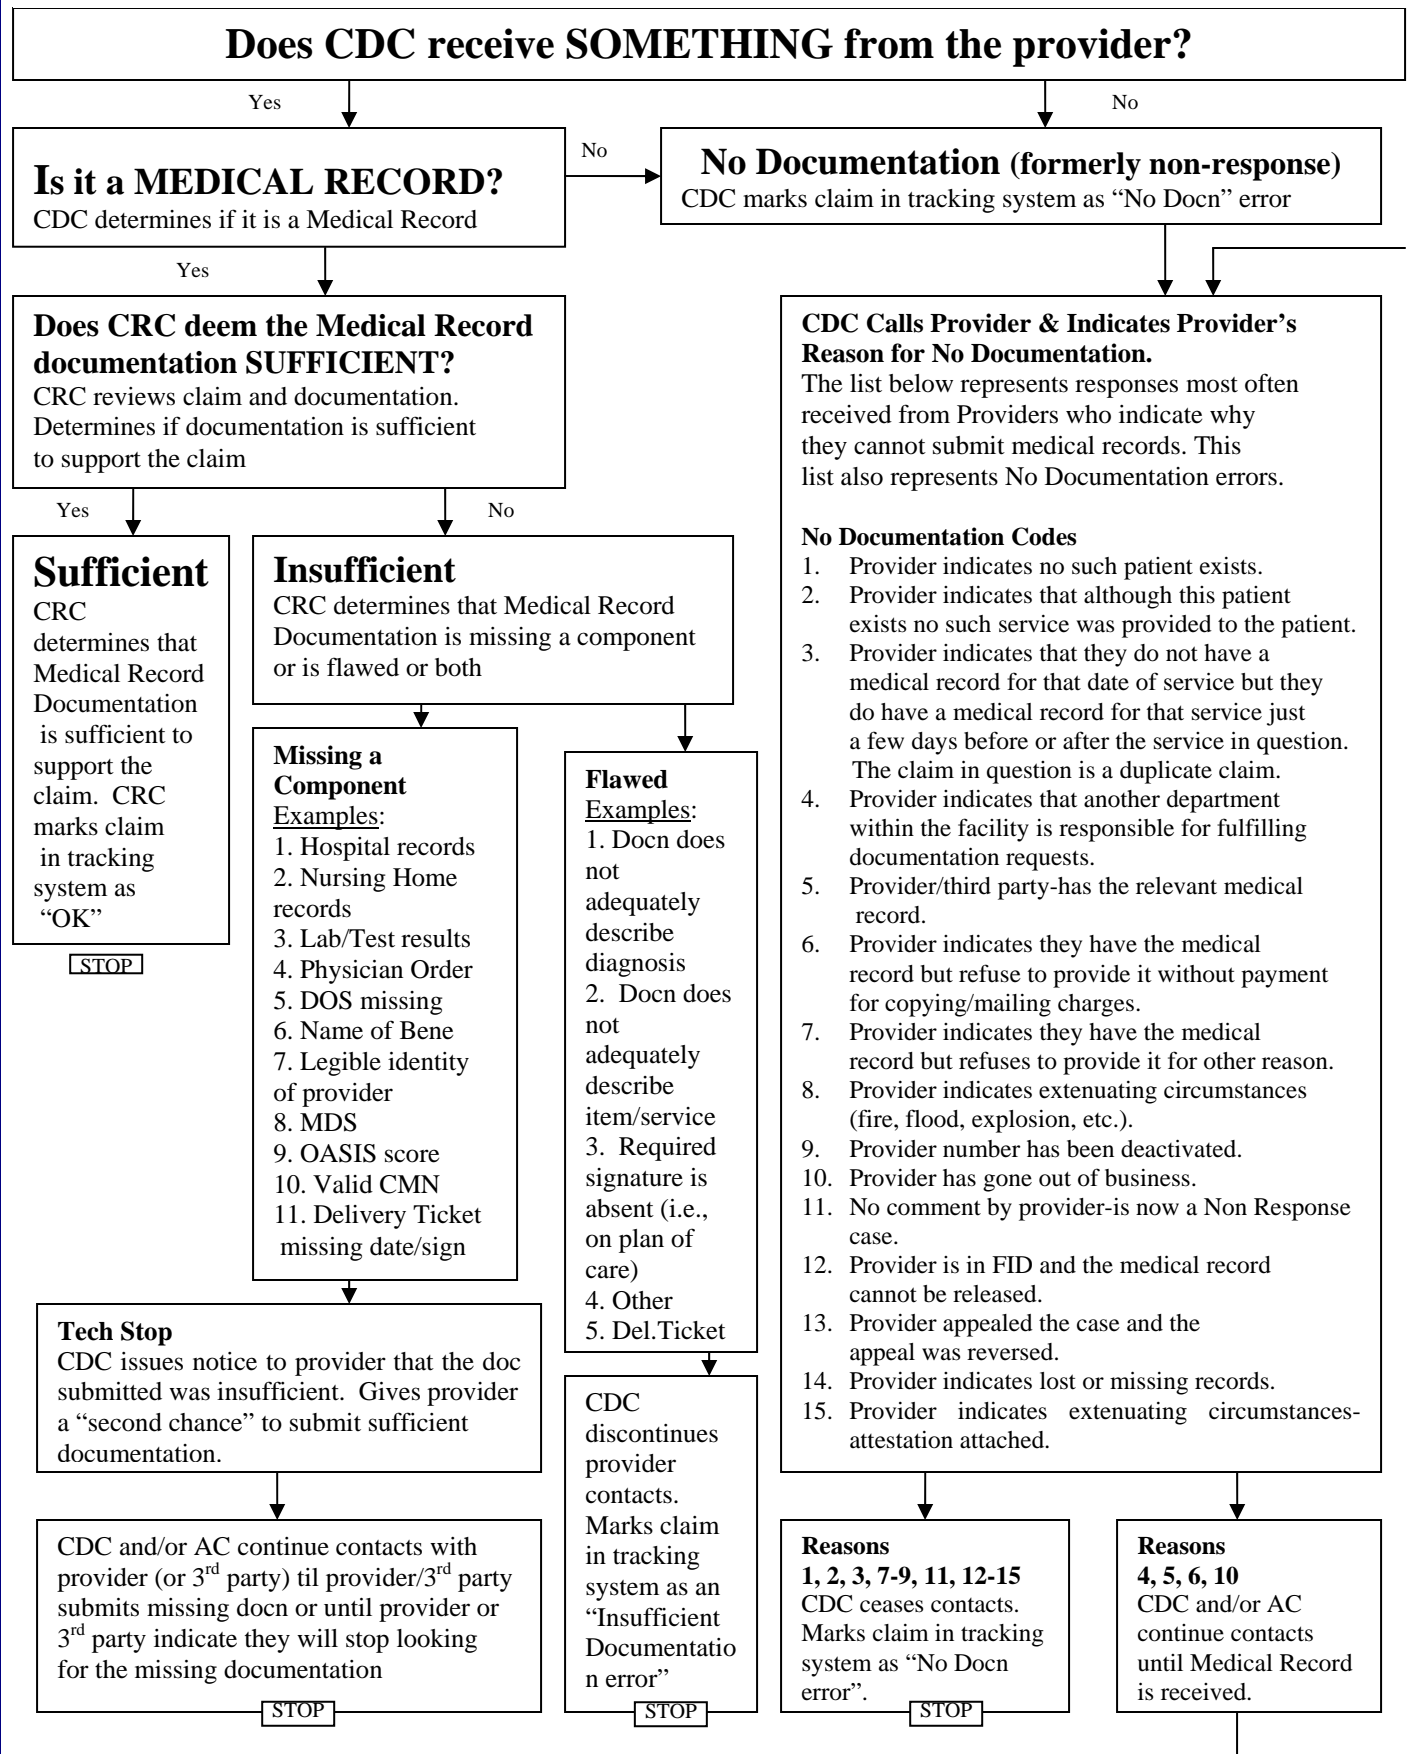 Does CDC receive SOMETHING from the provider?
Yes
No
Is it a MEDICAL RECORD?
CDC determines if it is a Medical Record
No
No Documentation (formerly non-response)
CDC marks claim in tracking system as “No Docn” error
Yes
Does CRC deem the Medical Record
documentation SUFFICIENT?
CRC reviews claim and documentation.
Determines if documentation is sufficient
to support the claim
Yes
No
Sufficient
CRC
determines that
Medical Record
Documentation
is sufficient to
support the
claim.  CRC
marks claim
in tracking
system as
“OK”
STOP
Insufficient
CRC determines that Medical Record
Documentation is missing a component
or is flawed or both
Missing a
Component
Examples:
1. Hospital records
2. Nursing Home
records
3. Lab/Test results
4. Physician Order
5. DOS missing
6. Name of Bene
7. Legible identity
of provider
8. MDS
9. OASIS score
10. Valid CMN
11. Delivery Ticket
missing date/sign
Flawed
Examples:
1. Docn does
not
adequately
describe
diagnosis
2.  Docn does
not
adequately
describe
item/service
3.  Required
signature is
absent (i.e.,
on plan of
care)
4. Other
5. Del.Ticket
Tech Stop
CDC issues notice to provider that the doc
submitted was insufficient.  Gives provider
a “second chance” to submit sufficient
documentation.
CDC and/or AC continue contacts with
provider (or 3rd party) til provider/3rd party
submits missing docn or until provider or
3rd party indicate they will stop looking
for the missing documentation
STOP
CDC
discontinues
provider
contacts.
Marks claim
in tracking
system as an
“Insufficient
Documentatio
n error”
STOP
CDC Calls Provider & Indicates Provider’s
Reason for No Documentation.
The list below represents responses most often
received from Providers who indicate why
they cannot submit medical records. This
list also represents No Documentation errors.
No Documentation Codes
1. Provider indicates no such patient exists.
2. Provider indicates that although this patient
exists no such service was provided to the patient.
3. Provider indicates that they do not have a
medical record for that date of service but they
do have a medical record for that service just
a few days before or after the service in question.
The claim in question is a duplicate claim.
4. Provider indicates that another department
within the facility is responsible for fulfilling
documentation requests.
5. Provider/third party-has the relevant medical
record.
6. Provider indicates they have the medical
record but refuse to provide it without payment
for copying/mailing charges.
7. Provider indicates they have the medical
record but refuses to provide it for other reason.
8. Provider indicates extenuating circumstances
(fire, flood, explosion, etc.).
9. Provider number has been deactivated.
10. Provider has gone out of business.
11. No comment by provider-is now a Non Response
case.
12. Provider is in FID and the medical record
cannot be released.
13. Provider appealed the case and the
appeal was reversed.
14. Provider indicates lost or missing records.
15. Provider indicates extenuating circumstances-
attestation attached.
Reasons
1, 2, 3, 7-9, 11, 12-15
CDC ceases contacts.
Marks claim in tracking
system as “No Docn
error”.
STOP
Reasons
4, 5, 6, 10
CDC and/or AC
continue contacts
until Medical Record
is received.